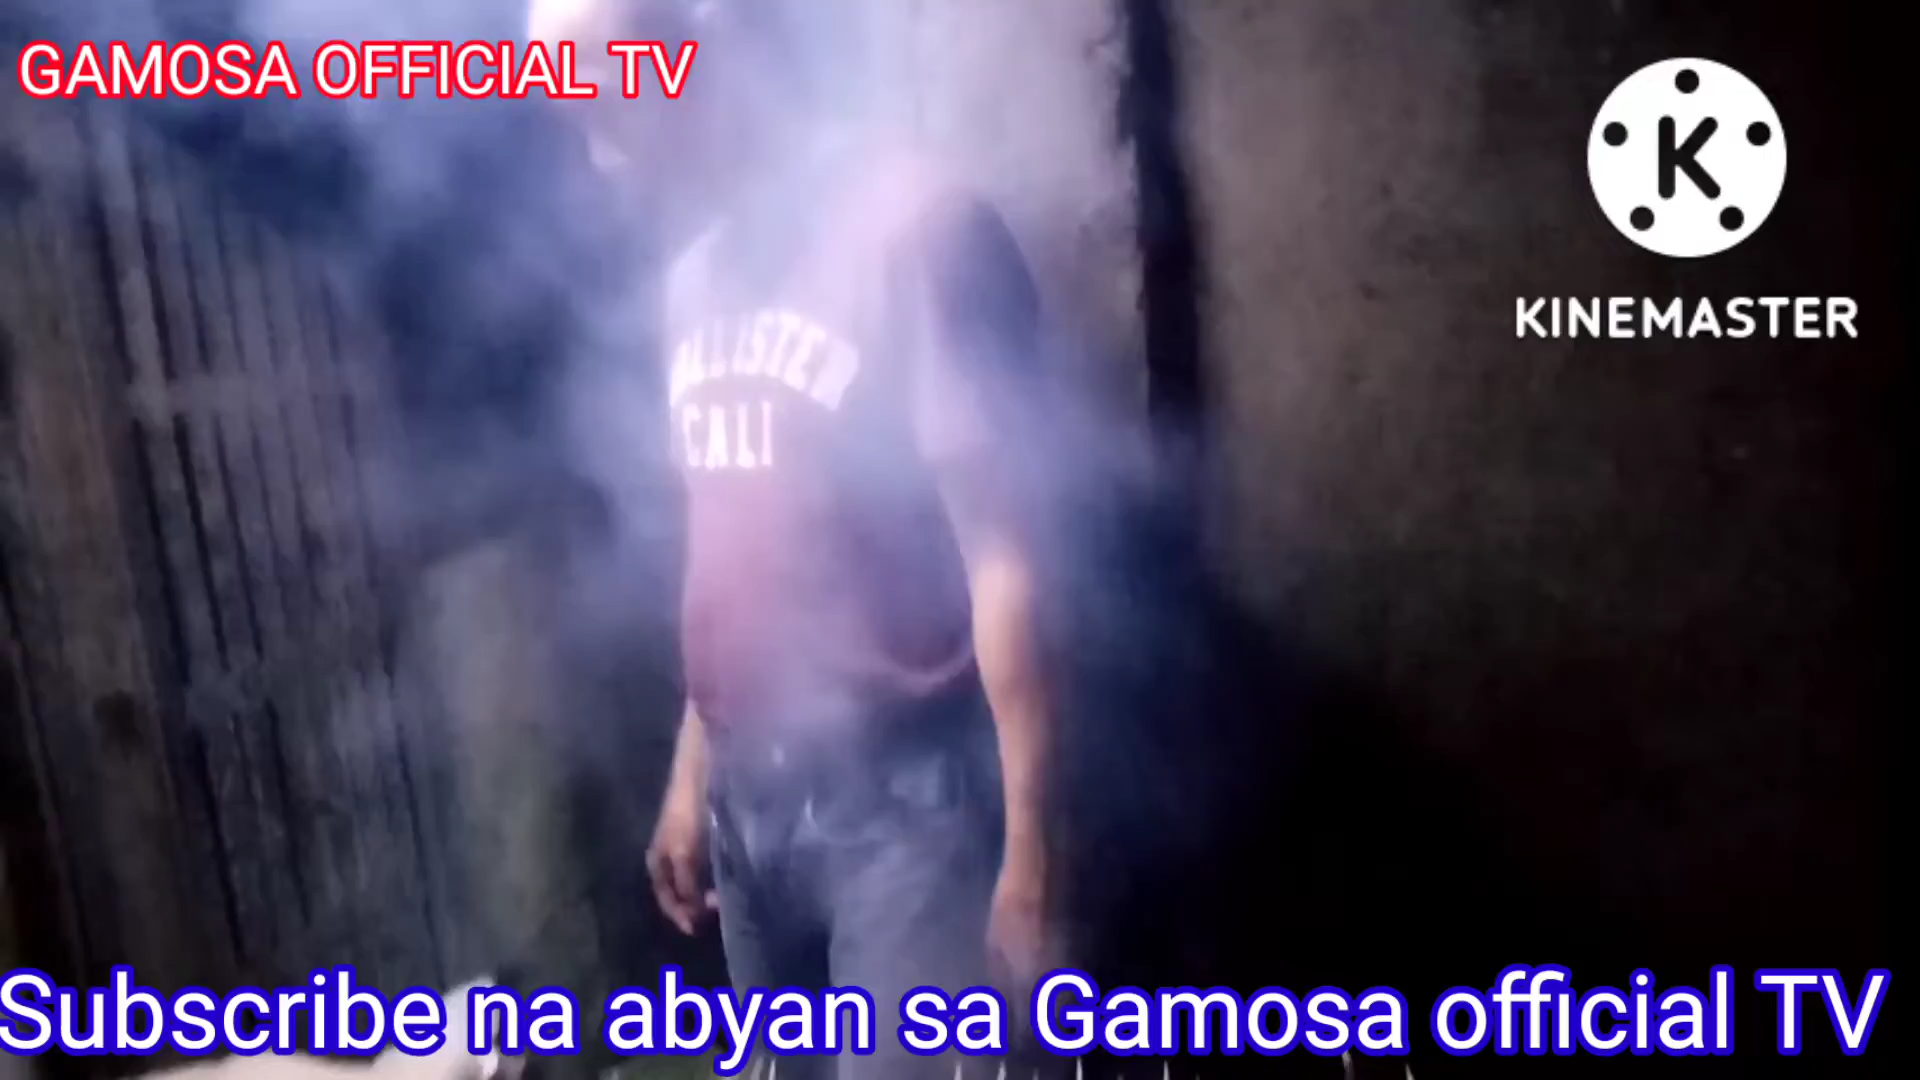 GAMOSA OFFICIAL TV
K
KINEMASTER
CALI
Subscribe na abyan sa Gamosa official TV